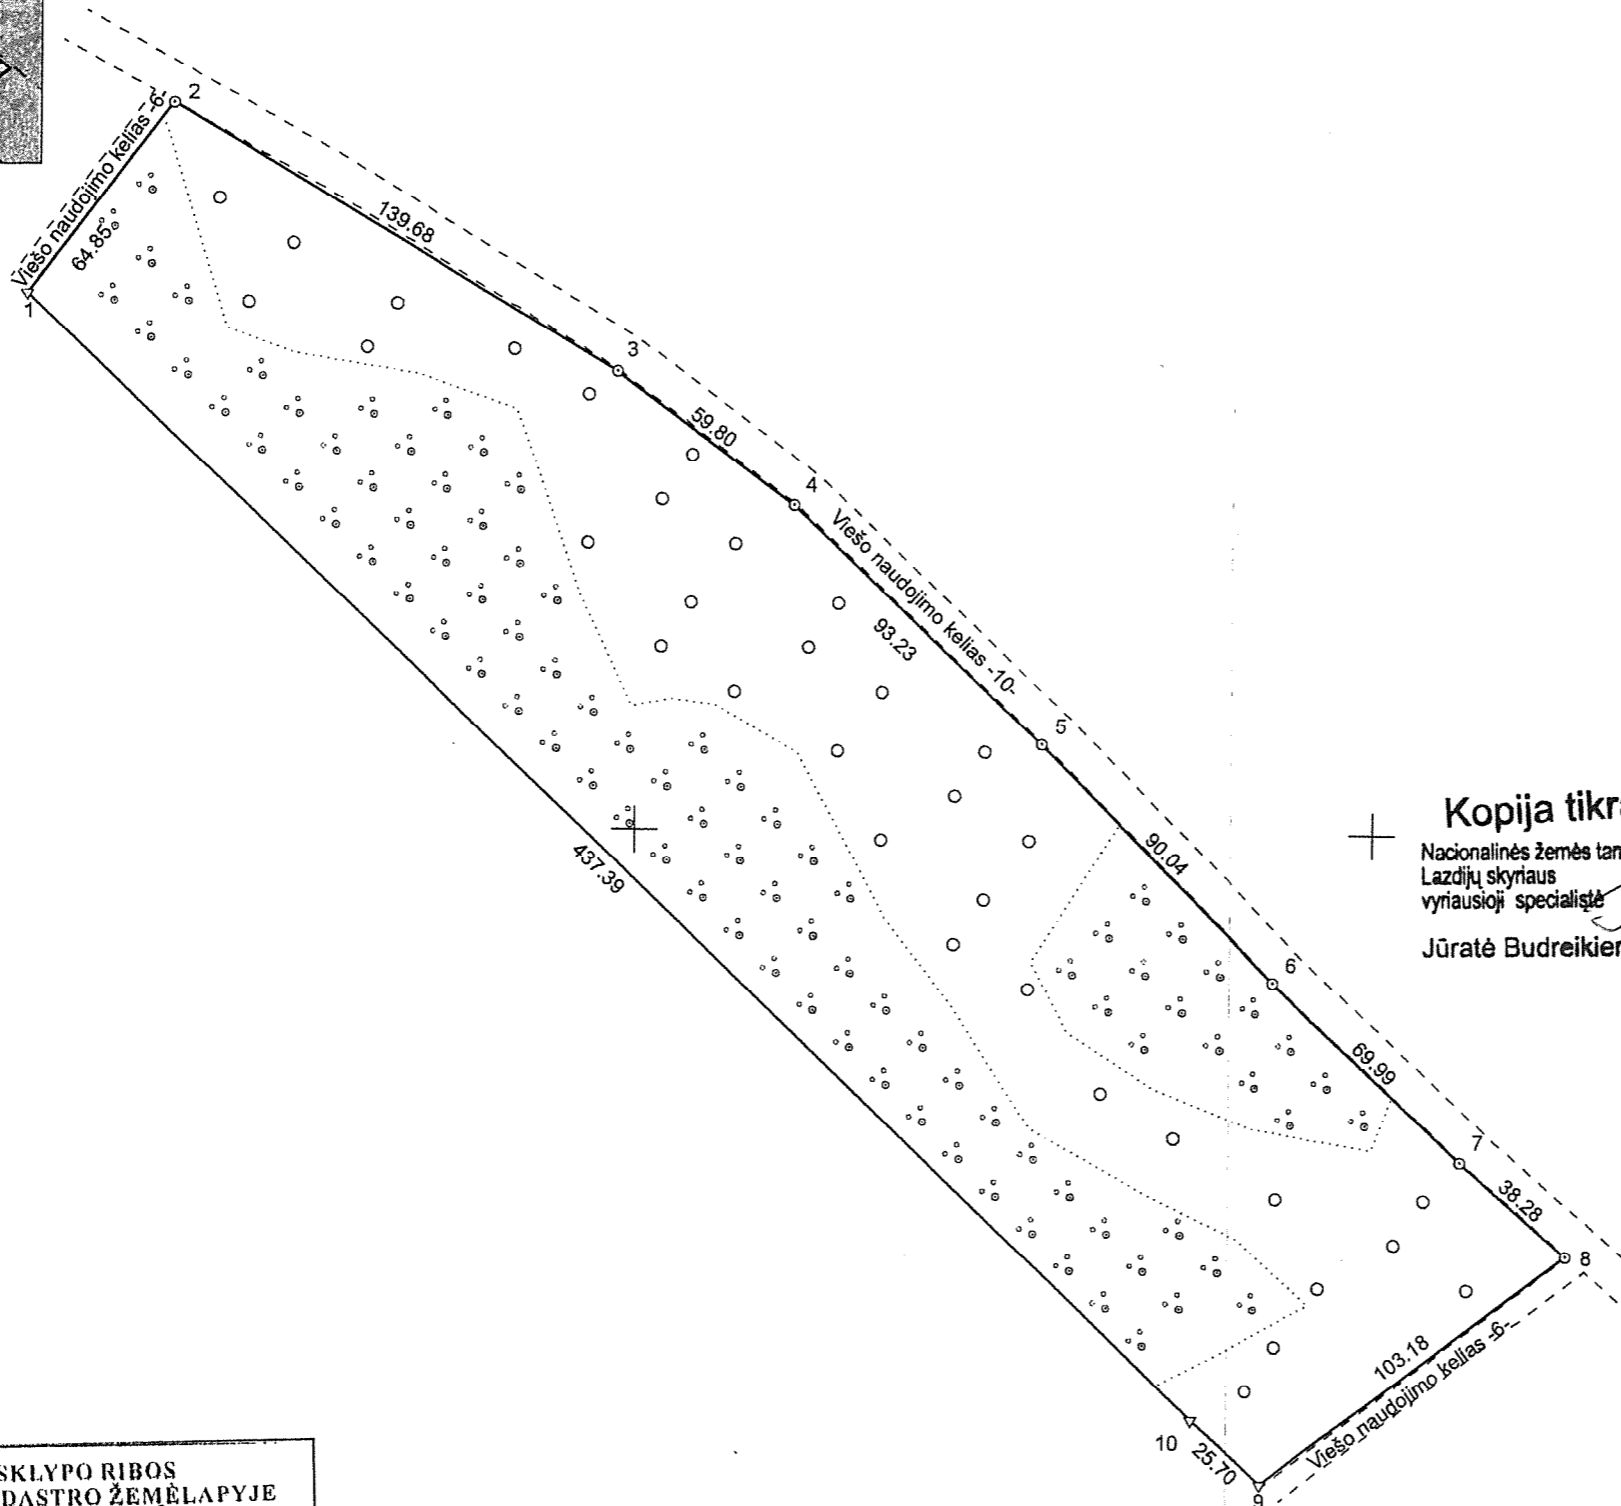 2
Viešo naudojimo kelias -6-
64.85
1
139.68
3
59.80
4
Viešo naudojimo kelias -10-
93.23
5
90.04
6
437.39
69.99
7
38.28
8
103.18
Viešo naudojimo kelias -6-
10
25.70
9
Kopija tikra
Nacionalinės žemės tarn
Lazdijų skyriaus
vyriausioji specialistė
Jūratė Budreikien
SKLYPO RIBOS
DASTRO ŽEMĖLAPYJE